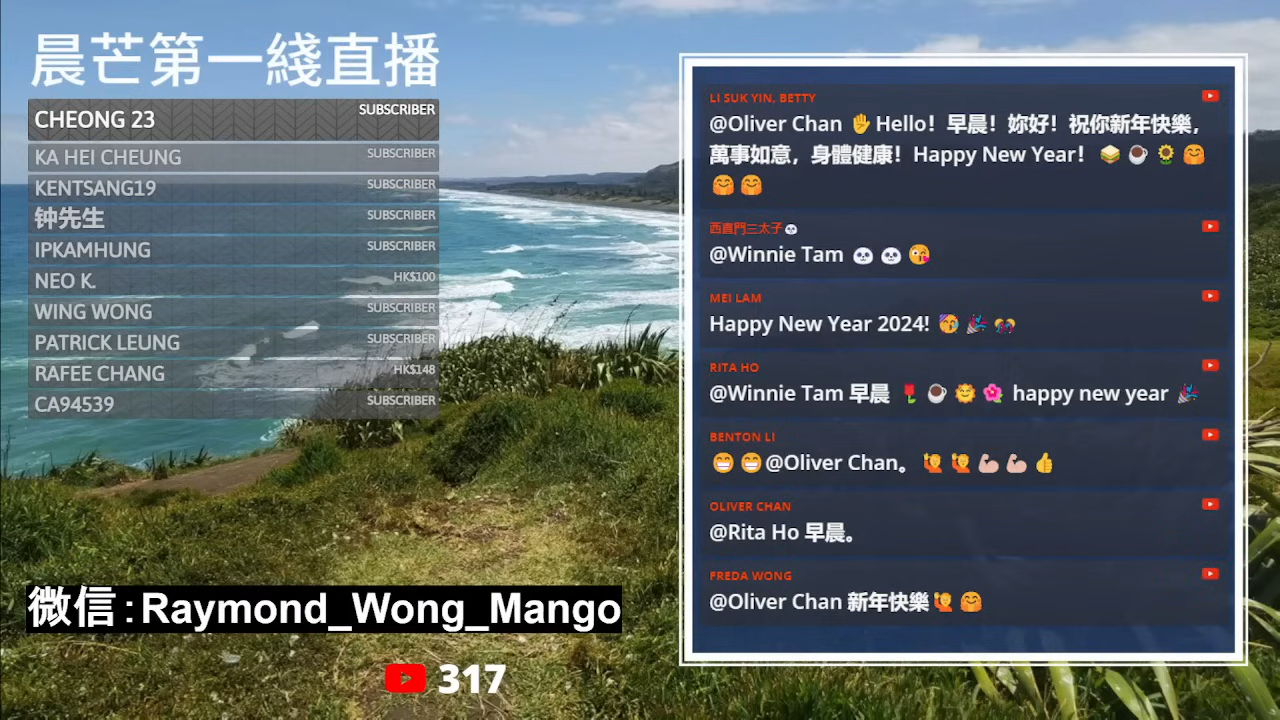 晨芒第一綫直播
CHEONG 23 SUBSCRIBER
KA HEI CHEUNG SUBSCRIBER
KENTSANG19 SUBSCRIBER
钟先生 SUBSCRIBER
IPKAMHUNG SUBSCRIBER
NEO K. HK$100
WING WONG SUBSCRIBER
PATRICK LEUNG SUBSCRIBER
RAFEE CHANG HK$148
CA94539 SUBSCRIBER
微信:Raymond_Wong_Mango
317
LI SUK YIN, BETTY
@Oliver Chan ✋Hello！早晨！妳好！祝你新年快樂，
萬事如意，身體健康！Happy New Year！ 🥪 ☕ 🌻 🤗
🤗 🤗
西直門三太子🐼
@Winnie Tam 🐼 🐼 😘
MEI LAM
Happy New Year 2024! 🥳 🎉 🎊
RITA HO
@Winnie Tam 早晨 🌹 ☕ 🌞 🌺 happy new year 🎉
BENTON LI
😁 😁@Oliver Chan。 🙋 🙋 💪🏼 💪🏼 👍
OLIVER CHAN
@Rita Ho 早晨。
FREDA WONG
@Oliver Chan 新年快樂🙋 🤗